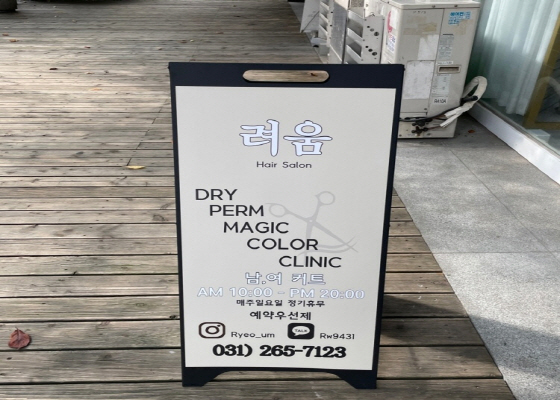 려움
Hair Salon
DRY
PERM
MAGIC
COLOR
CLINIC
남.여 커트
AM 10:00 - PM 20:00
매주일요일 정기휴무
예약우선제
Ryeo_um
TALK
Rw9431
031) 265-7123